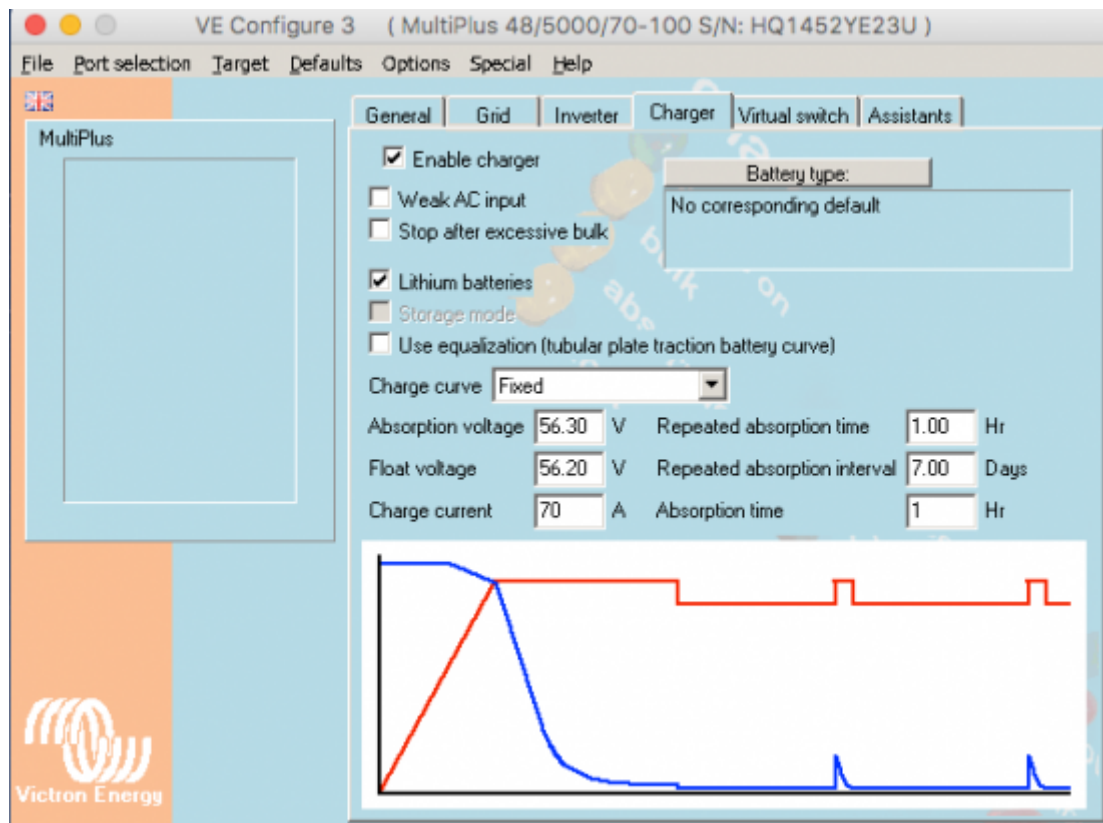 VE Configure 3 ( MultiPlus 48/5000/70-100 S/N: HQ1452YE23U )
File Port selection Target Defaults Options Special Help
General Grid Inverter Charger Virtual switch Assistants
MultiPlus
Enable charger
Battery type:
Weak AC input
No corresponding default
Stop after excessive bulk
Lithium batteries
Storage mode
Use equalization (tubular plate traction battery curve)
Charge curve Fixed
Absorption voltage 56.30 V Repeated absorption time 1.00 Hr
Float voltage 56.20 V Repeated absorption interval 7.00 Days
Charge current 70 A Absorption time 1 Hr
bulk
abs
on
Victron Energy